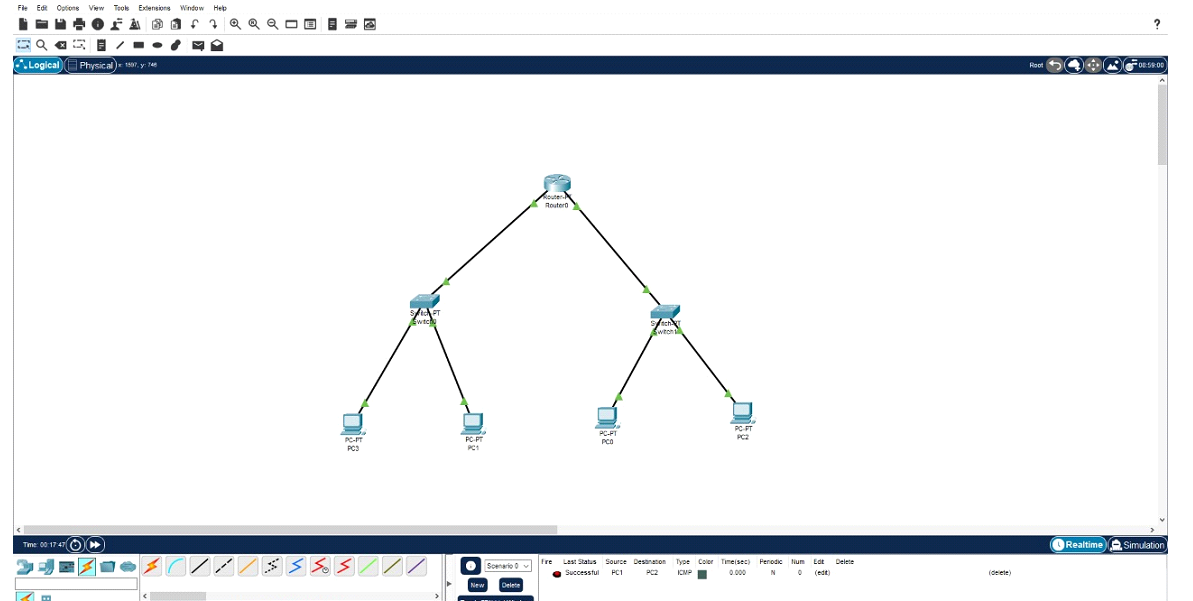 File Edit Options View Tools Extensions Window Help
?
Logical Physical x: 1597, y: 746 Root 00:59:00
Router-PT
Router0
Switch-PT
Switch0
Switch-PT
Switch1
PC-PT
PC3
PC-PT
PC1
PC-PT
PC0
PC-PT
PC2
Time: 00:17:47 Realtime Simulation
Scenario 0
New Delete
Fire Last Status Source Destination Type Color Time(sec) Periodic Num Edit Delete
Successful PC1 PC2 ICMP 0.000 N 0 (edit) (delete)